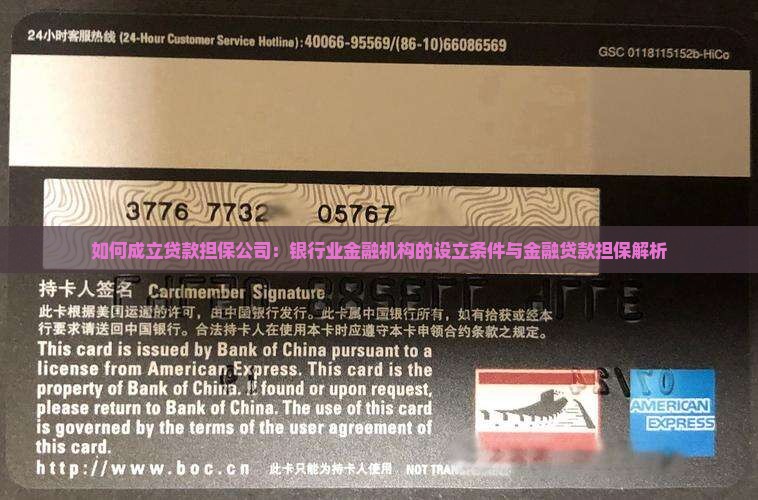 24小时客服热线 (24-Hour Customer Service Hotline): 40066-95569/(86-10)66086569
GSC 0118115152b-HiCo
3776 7732 05767
如何成立贷款担保公司：银行业金融机构的设立条件与金融贷款担保解析
持卡人签名 Cardmember Signature
此卡根据美国运通的许可，由中国银行发行。此卡属中国银行所有，如有拾获或经本
行要求请送回中国银行。合法持卡人在使用本卡时应遵守本卡申领合约条款之规定。
This card is issued by Bank of China pursuant to a
license from American Express. This card is the
property of Bank of China. If found or upon request,
please return to Bank of China. The use of this card
is governed by the terms of the user agreement of
this card.
AMERICAN
EXPRESS
http://www.boc.cn 此卡只能为持卡人使用 NOT